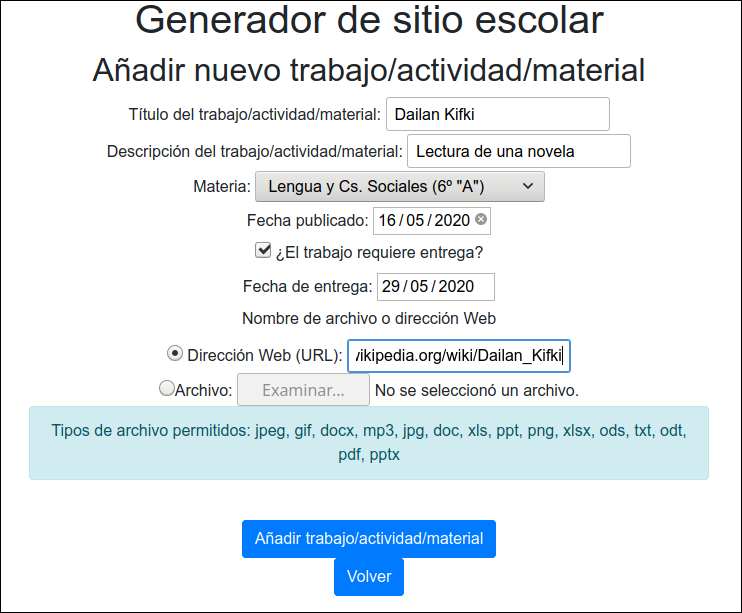 Generador de sitio escolar
Añadir nuevo trabajo/actividad/material
Título del trabajo/actividad/material: Dailan Kifki
Descripción del trabajo/actividad/material: Lectura de una novela
Materia: Lengua y Cs. Sociales (6º "A")
Fecha publicado: 16/05/2020
¿El trabajo requiere entrega?
Fecha de entrega: 29/05/2020
Nombre de archivo o dirección Web
Dirección Web (URL): ikipedia.org/wiki/Dailan_Kifki
Archivo: Examinar... No se seleccionó un archivo.
Tipos de archivo permitidos: jpeg, gif, docx, mp3, jpg, doc, xls, ppt, png, xlsx, ods, txt, odt,
pdf, pptx
Añadir trabajo/actividad/material
Volver